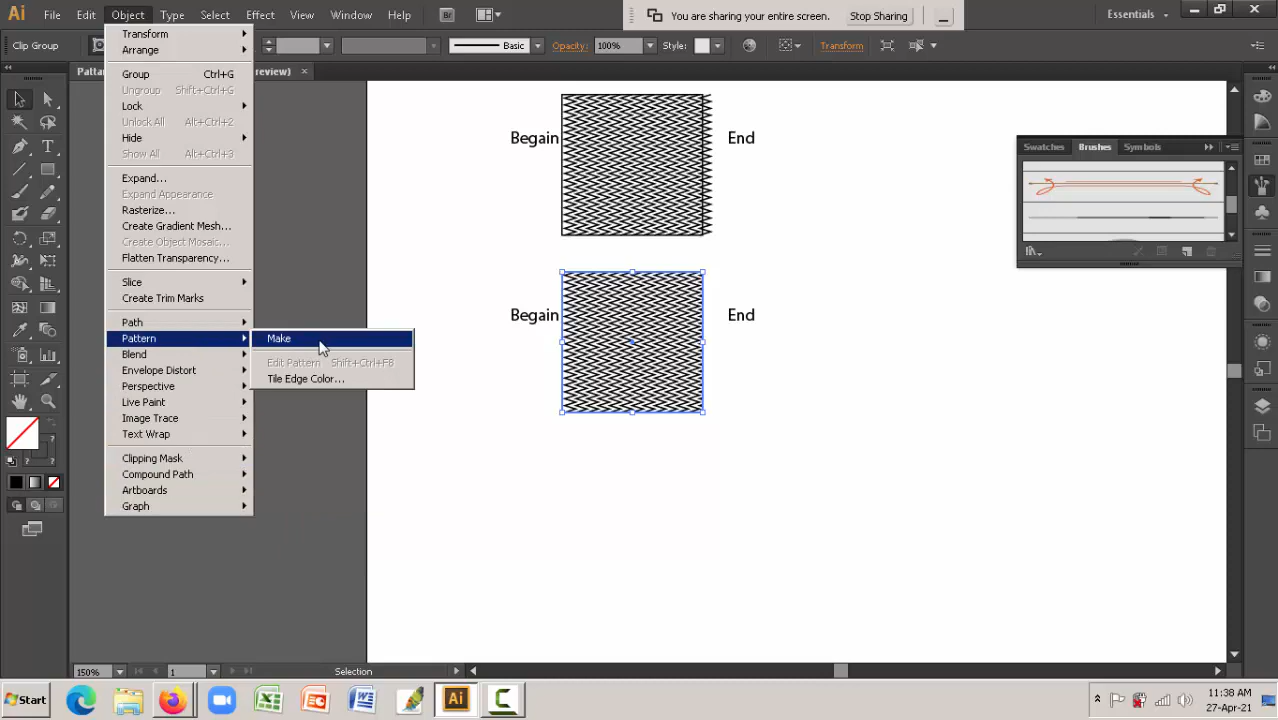 Ai File Edit Object Type Select Effect View Window Help Br You are sharing your entire screen. Stop Sharing Essentials
Clip Group Basic Opacity: 100% Style: Transform
review)
Transform
Arrange
Group Ctrl+G
Ungroup Shift+Ctrl+G
Lock
Unlock All Alt+Ctrl+2
Hide
Show All Alt+Ctrl+3
Expand...
Expand Appearance
Rasterize...
Create Gradient Mesh...
Create Object Mosaic...
Flatten Transparency...
Slice
Create Trim Marks
Path
Pattern
Blend
Envelope Distort
Perspective
Live Paint
Image Trace
Text Wrap
Clipping Mask
Compound Path
Artboards
Graph
Make
Edit Pattern Shift+Ctrl+F8
Tile Edge Color...
Begain End
Begain End
Swatches Brushes Symbols
150% 1 Selection
Start Ai 11:38 AM
27-Apr-21